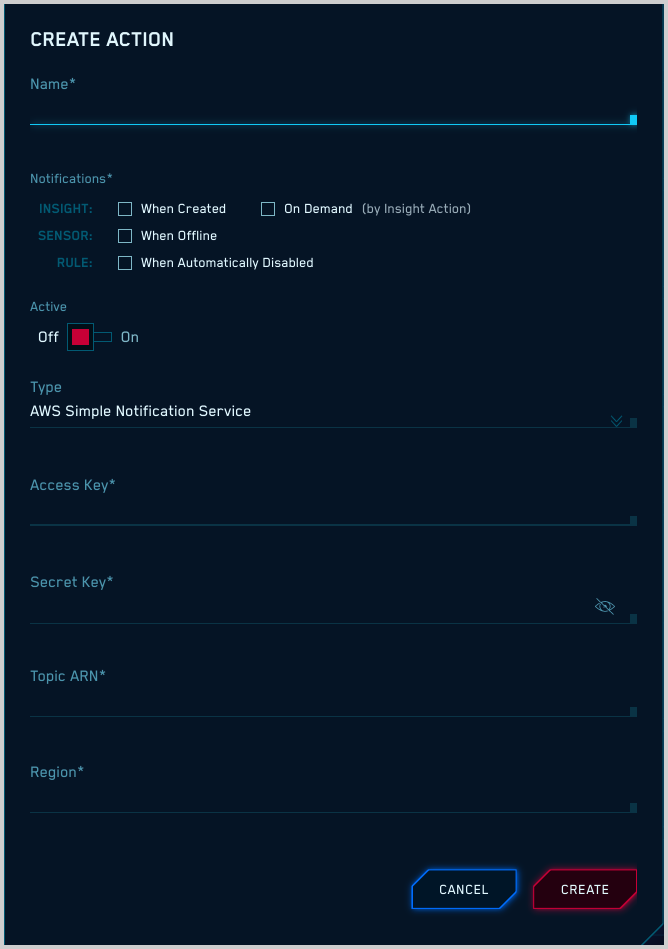 CREATE ACTION
Name*
Notifications*
INSIGHT: When Created On Demand (by Insight Action)
SENSOR: When Offline
RULE: When Automatically Disabled
Active
Off On
Type
AWS Simple Notification Service
Access Key*
Secret Key*
Topic ARN*
Region*
CANCEL CREATE